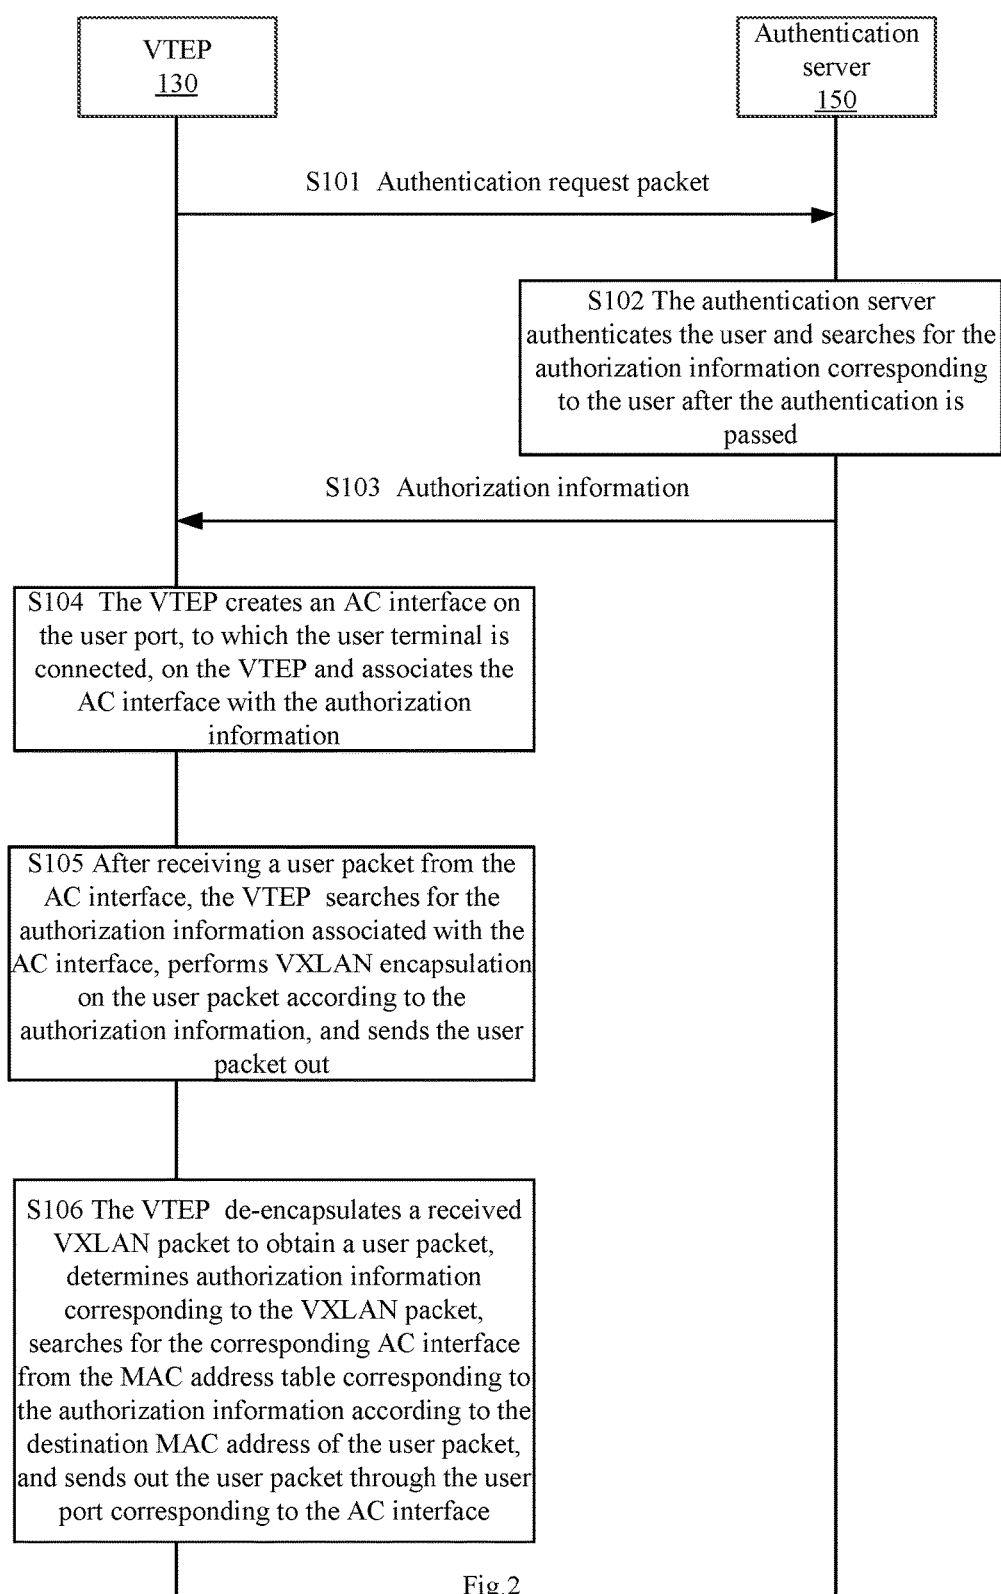 VTEP
130
Authentication
server
150
S101 Authentication request packet
S102 The authentication server
authenticates the user and searches for the
authorization information corresponding
to the user after the authentication is
passed
S103 Authorization information
S104 The VTEP creates an AC interface on
the user port, to which the user terminal is
connected, on the VTEP and associates the
AC interface with the authorization
information
S105 After receiving a user packet from the
AC interface, the VTEP searches for the
authorization information associated with the
AC interface, performs VXLAN encapsulation
on the user packet according to the
authorization information, and sends the user
packet out
S106 The VTEP de-encapsulates a received
VXLAN packet to obtain a user packet,
determines authorization information
corresponding to the VXLAN packet,
searches for the corresponding AC interface
from the MAC address table corresponding to
the authorization information according to the
destination MAC address of the user packet,
and sends out the user packet through the user
port corresponding to the AC interface
Fig.2